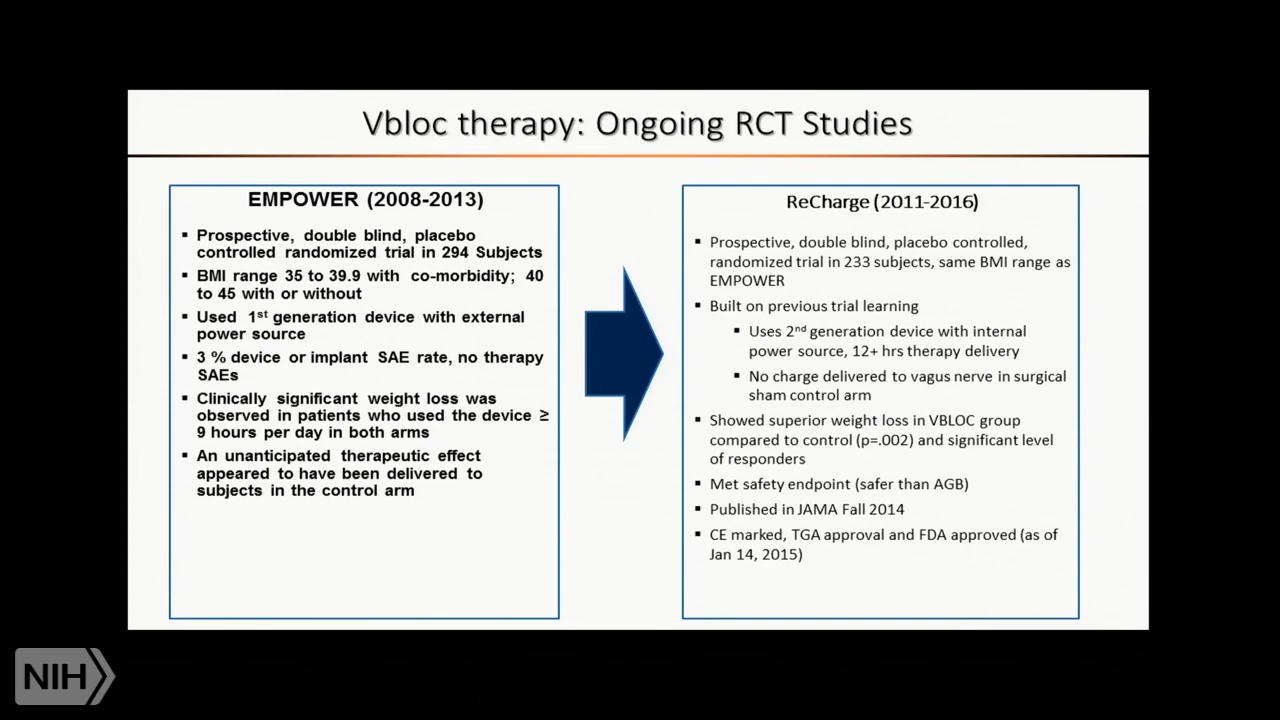 Vbloc therapy: Ongoing RCT Studies
EMPOWER (2008-2013)
▪ Prospective, double blind, placebo
controlled randomized trial in 294 Subjects
▪ BMI range 35 to 39.9 with co-morbidity; 40
to 45 with or without
▪ Used 1st generation device with external
power source
▪ 3 % device or implant SAE rate, no therapy
SAEs
▪ Clinically significant weight loss was
observed in patients who used the device ≥
9 hours per day in both arms
▪ An unanticipated therapeutic effect
appeared to have been delivered to
subjects in the control arm
ReCharge (2011-2016)
▪ Prospective, double blind, placebo controlled,
randomized trial in 233 subjects, same BMI range as
EMPOWER
▪ Built on previous trial learning
▪ Uses 2nd generation device with internal
power source, 12+ hrs therapy delivery
▪ No charge delivered to vagus nerve in surgical
sham control arm
▪ Showed superior weight loss in VBLOC group
compared to control (p=.002) and significant level
of responders
▪ Met safety endpoint (safer than AGB)
▪ Published in JAMA Fall 2014
▪ CE marked, TGA approval and FDA approved (as of
Jan 14, 2015)
NIH